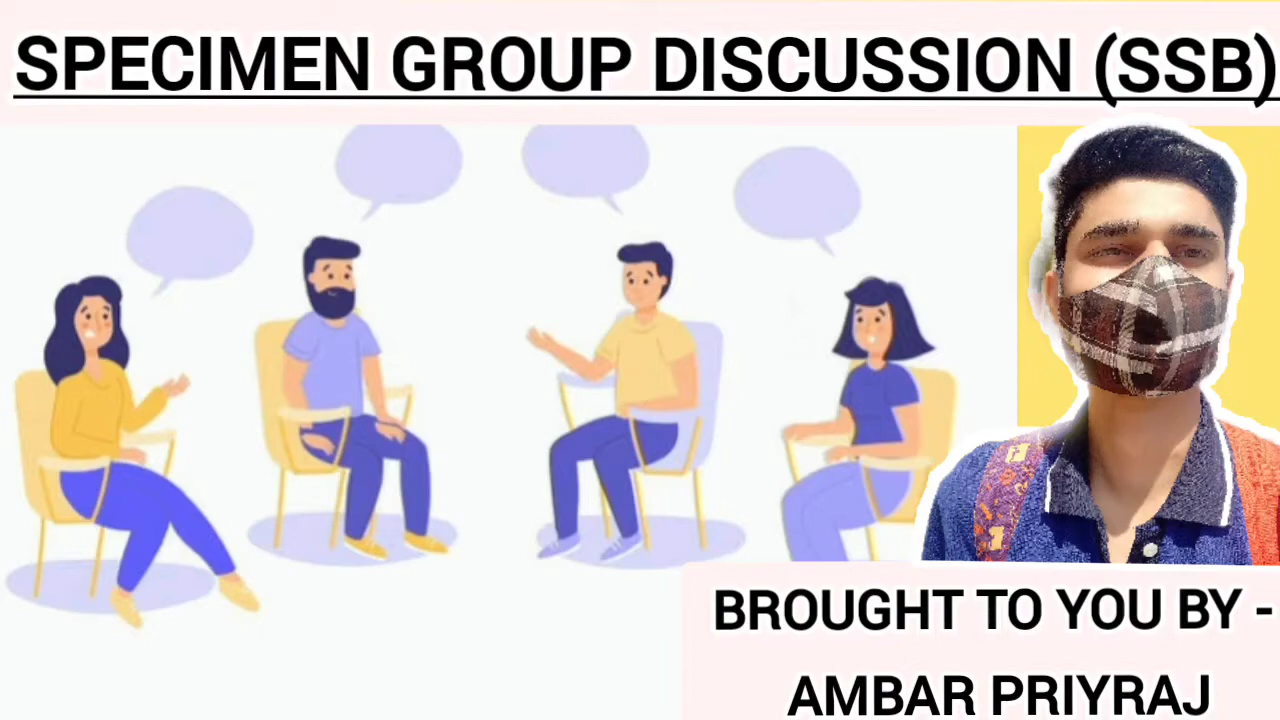 SPECIMEN GROUP DISCUSSION (SSB)
BROUGHT TO YOU BY -
AMBAR PRIYRAJ